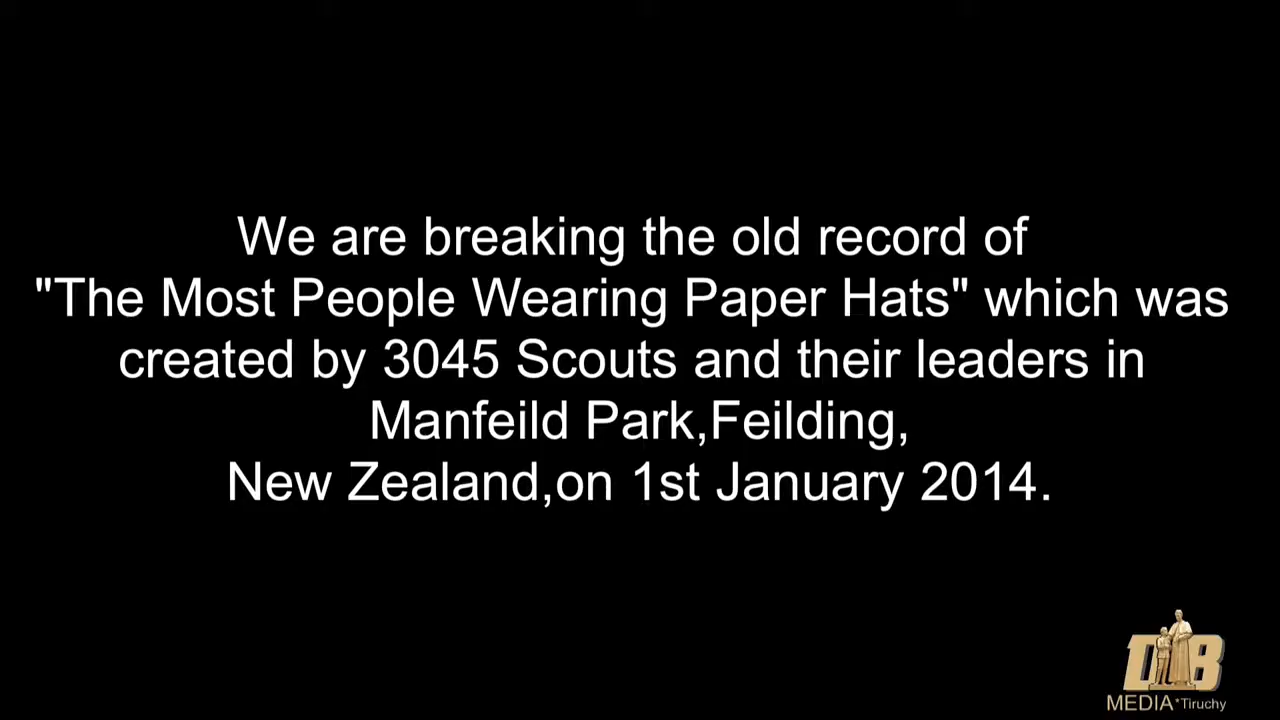 We are breaking the old record of
"The Most People Wearing Paper Hats" which was
created by 3045 Scouts and their leaders in
Manfeild Park,Feilding,
New Zealand,on 1st January 2014.
DB
MEDIA*Tiruchy